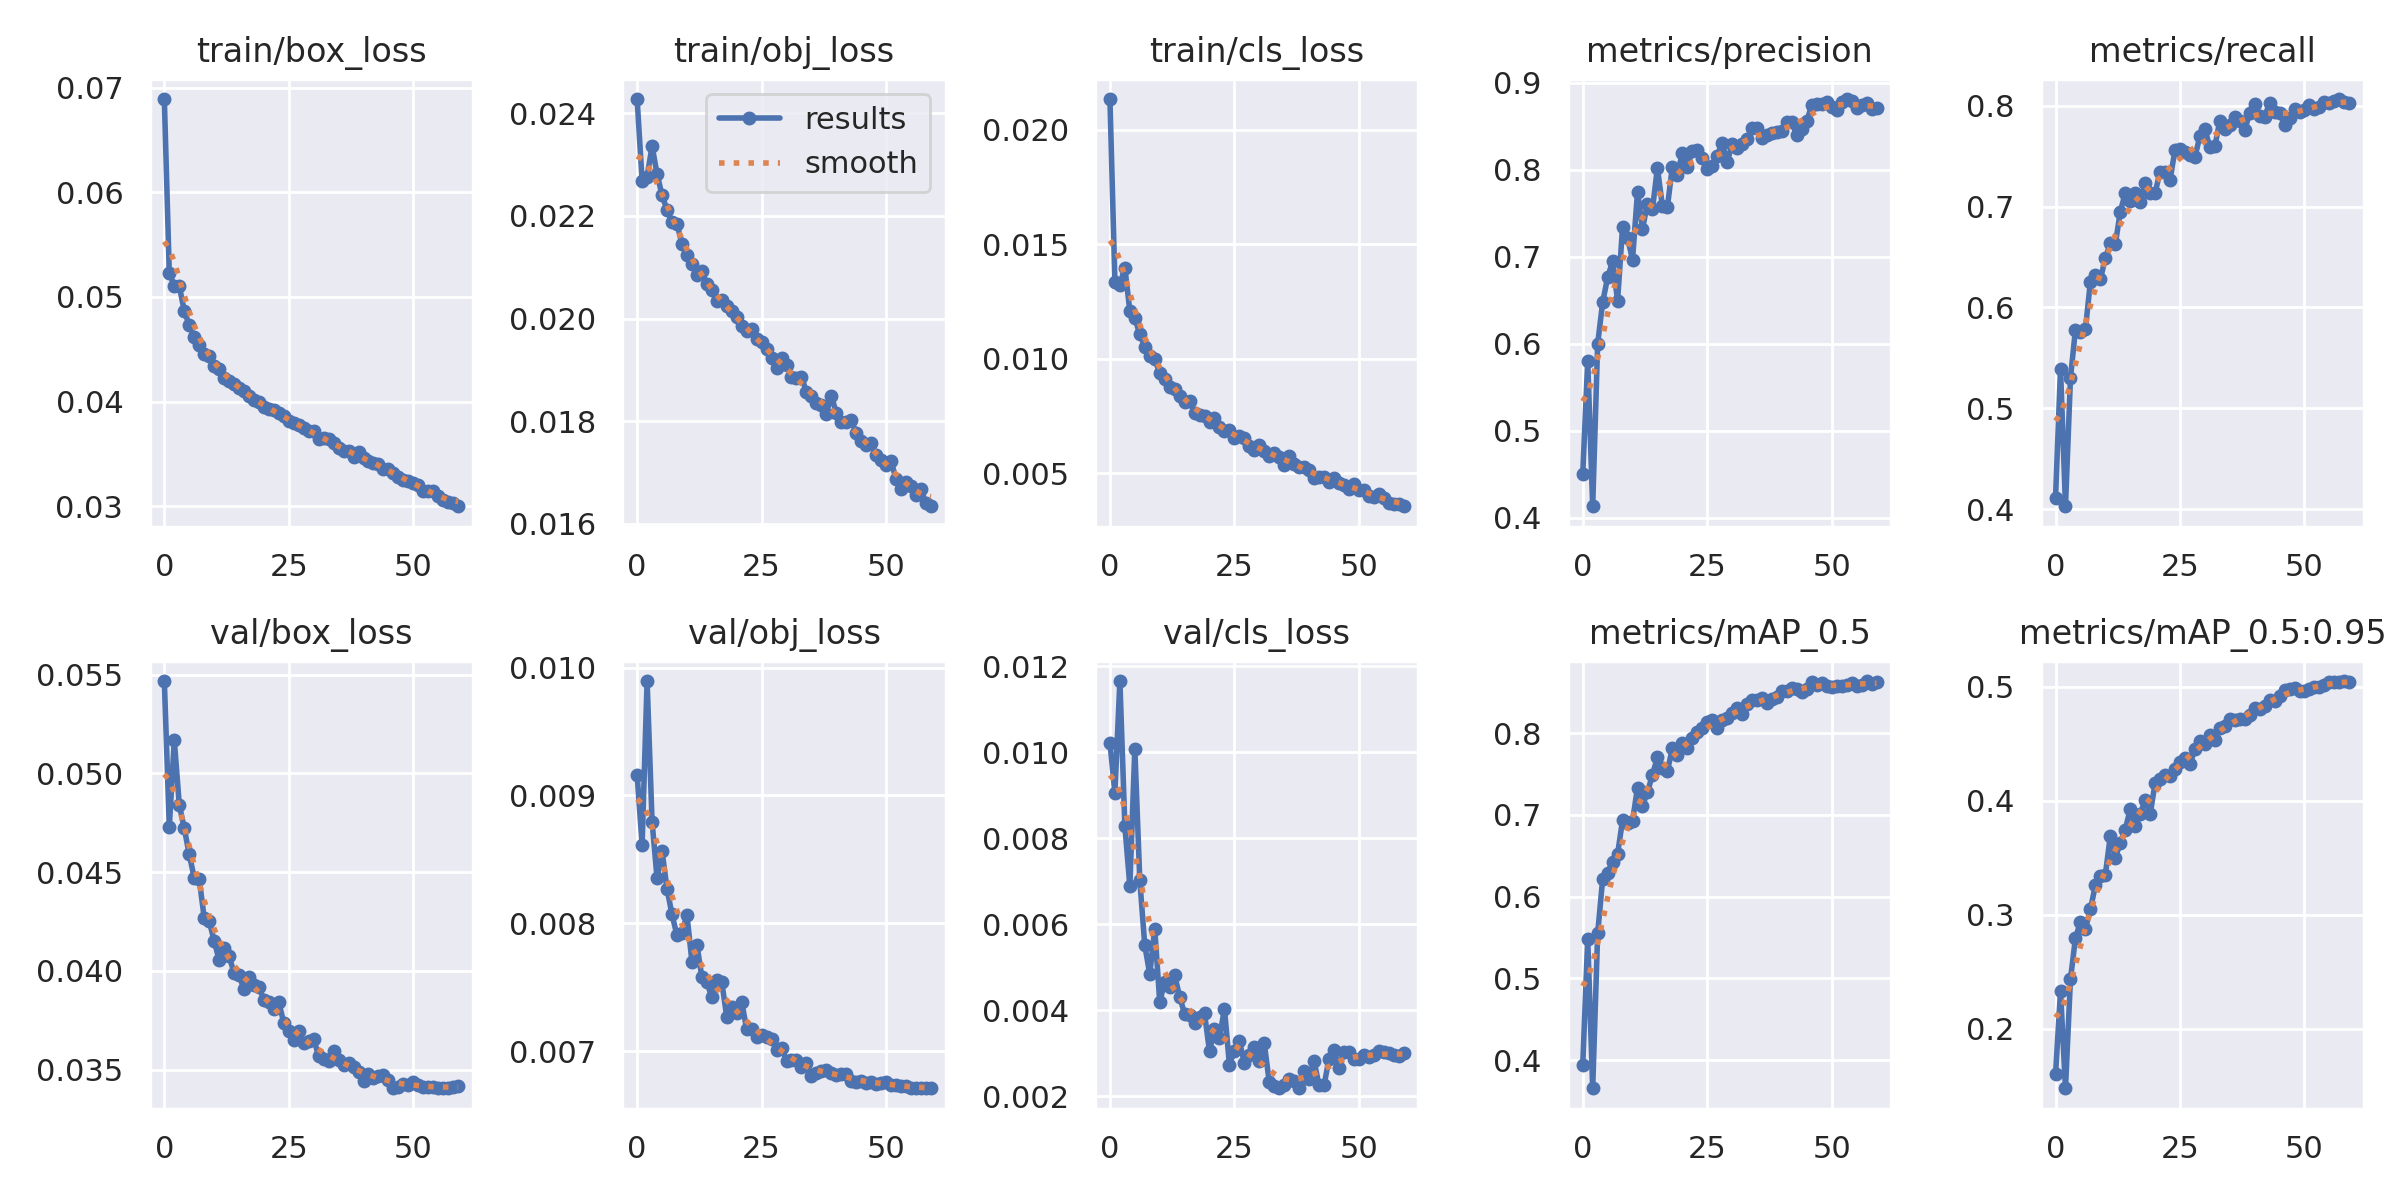 train/box_loss
0.07
0.06
0.05
0.04
0.03
0 25 50
train/obj_loss
results
smooth
0.024
0.022
0.020
0.018
0.016
0 25 50
train/cls_loss
0.020
0.015
0.010
0.005
0 25 50
metrics/precision
0.9
0.8
0.7
0.6
0.5
0.4
0 25 50
metrics/recall
0.8
0.7
0.6
0.5
0.4
0 25 50
val/box_loss
0.055
0.050
0.045
0.040
0.035
0 25 50
val/obj_loss
0.010
0.009
0.008
0.007
0 25 50
val/cls_loss
0.012
0.010
0.008
0.006
0.004
0.002
0 25 50
metrics/mAP_0.5
0.8
0.7
0.6
0.5
0.4
0 25 50
metrics/mAP_0.5:0.95
0.5
0.4
0.3
0.2
0 25 50